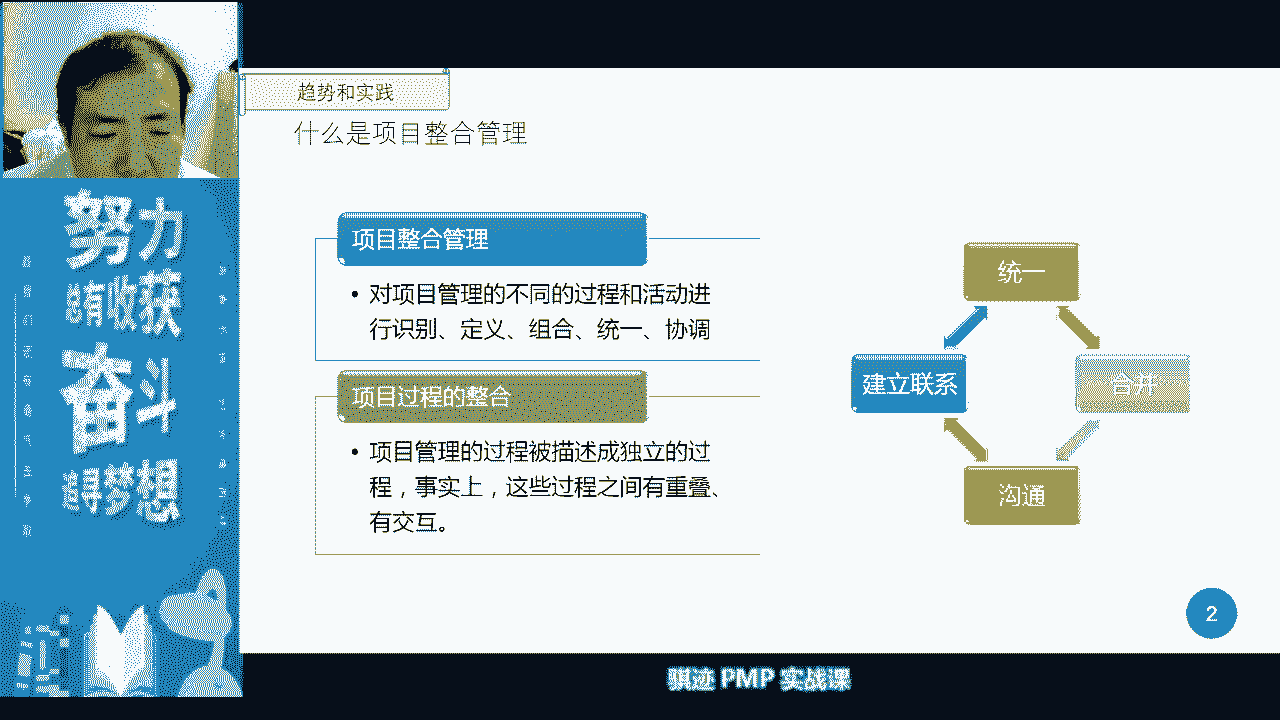 趋势和实践
什么是项目整合管理
努力
总有收获
奋斗
追寻梦想
项目整合管理
• 对项目管理的不同的过程和活动进
行识别、定义、组合、统一、协调
项目过程的整合
• 项目管理的过程被描述成独立的过
程，事实上，这些过程之间有重叠、
有交互。
统一
建立联系
合并
沟通
2
骐迹 PMP 实战课